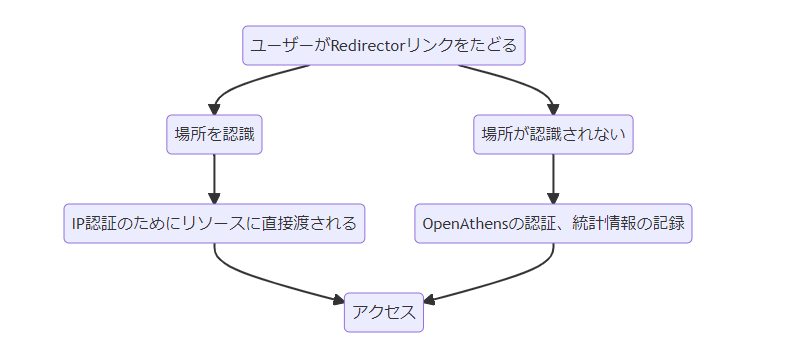 ユーザーがRedirectorリンクをたどる
場所を認識
場所が認識されない
IP認証のためにリソースに直接渡される
OpenAthensの認証、統計情報の記録
アクセス